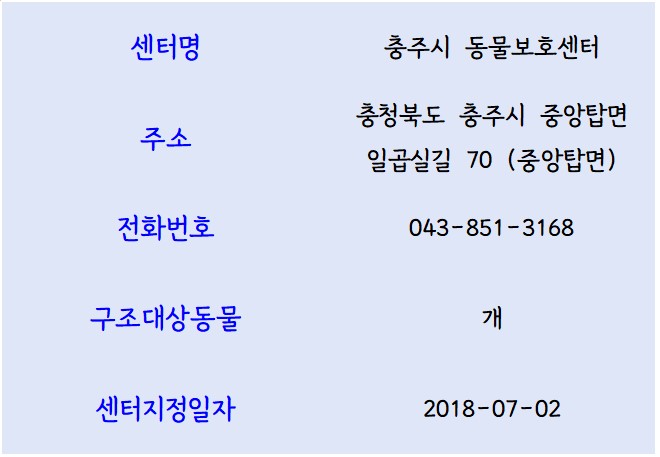 센터명 충주시 동물보호센터
주소 충청북도 충주시 중앙탑면
일곱실길 70 (중앙탑면)
전화번호 043-851-3168
구조대상동물 개
센터지정일자 2018-07-02